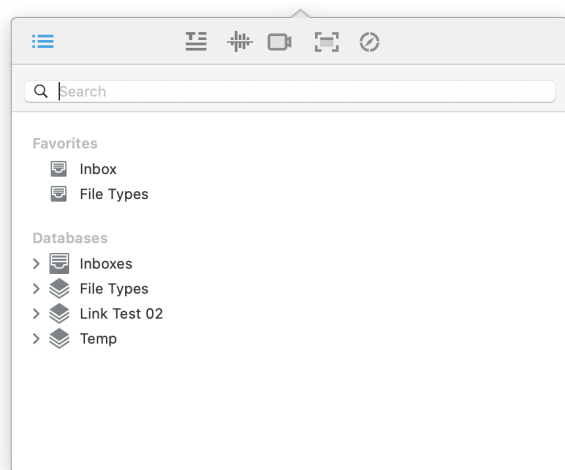 Search
Favorites
Inbox
File Types
Databases
Inboxes
File Types
Link Test 02
Temp